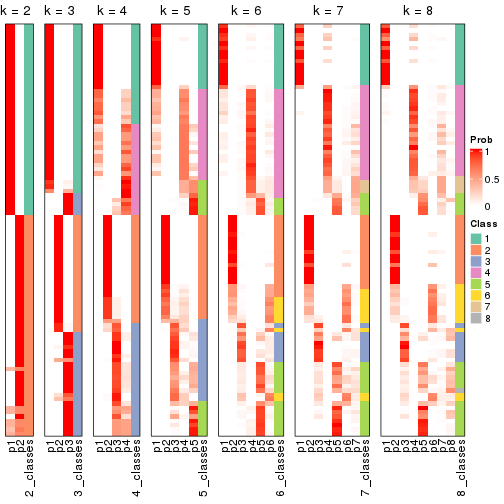 k = 2 k = 3 k = 4 k = 5 k = 6 k = 7 k = 8
Prob
1
0.5
0
Class
1
2
3
4
5
6
7
8
p1 p2 2_classes
p1 p2 p3 3_classes
p1 p2 p3 p4 4_classes
p1 p2 p3 p4 p5 5_classes
p1 p2 p3 p4 p5 p6 6_classes
p1 p2 p3 p4 p5 p6 p7 7_classes
p1 p2 p3 p4 p5 p6 p7 p8 8_classes